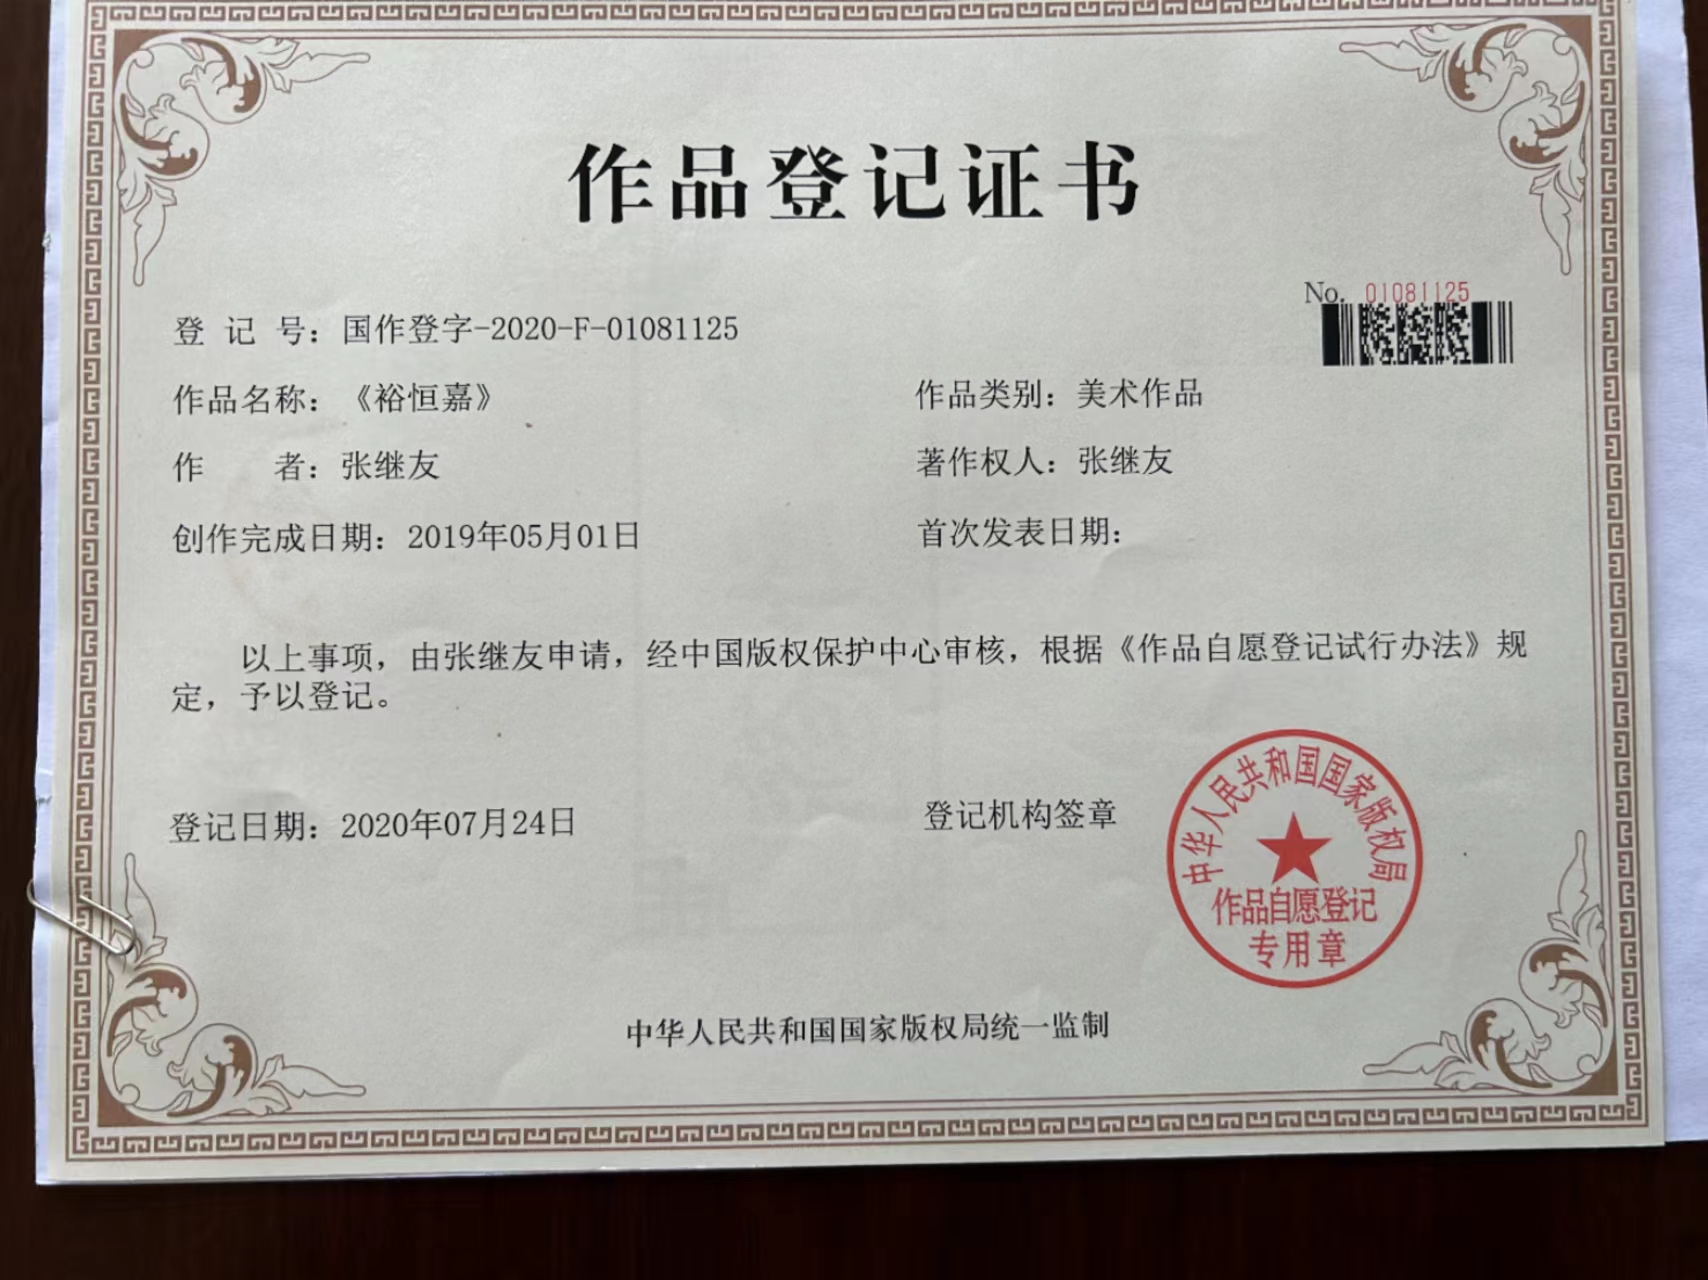 作品登记证书
No. 01081125
登 记 号：国作登字-2020-F-01081125
作品名称：《裕恒嘉》
作品类别：美术作品
作 者：张继友
著作权人：张继友
创作完成日期：2019年05月01日
首次发表日期：
以上事项，由张继友申请，经中国版权保护中心审核，根据《作品自愿登记试行办法》规
定，予以登记。
登记日期：2020年07月24日
登记机构签章
中华人民共和国国家版权局
作品自愿登记
专用章
中华人民共和国国家版权局统一监制